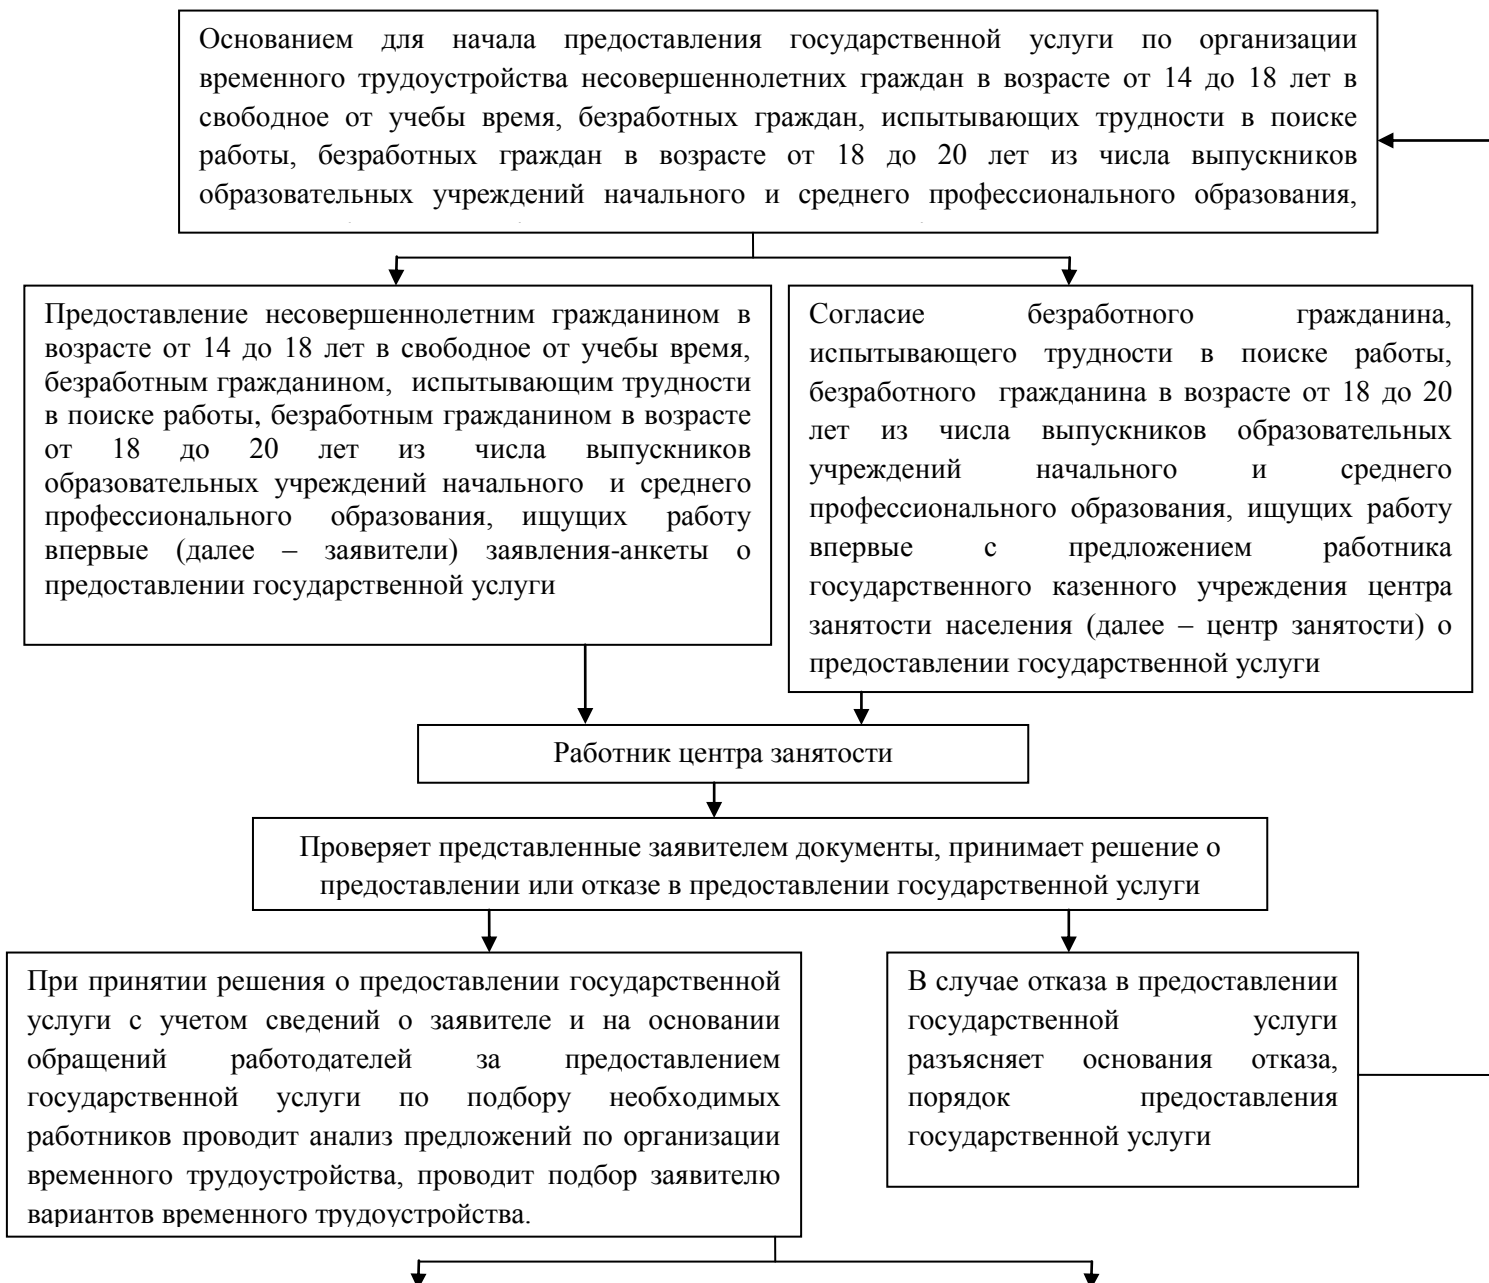 Основанием для начала предоставления государственной услуги по организации
временного трудоустройства несовершеннолетних граждан в возрасте от 14 до 18 лет в
свободное от учебы время, безработных граждан, испытывающих трудности в поиске
работы, безработных граждан в возрасте от 18 до 20 лет из числа выпускников
образовательных учреждений начального и среднего профессионального образования,
Предоставление несовершеннолетним гражданином в
возрасте от 14 до 18 лет в свободное от учебы время,
безработным гражданином, испытывающим трудности
в поиске работы, безработным гражданином в возрасте
от 18 до 20 лет из числа выпускников
образовательных учреждений начального и среднего
профессионального образования, ищущих работу
впервые (далее – заявители) заявления-анкеты о
предоставлении государственной услуги
Согласие безработного гражданина,
испытывающего трудности в поиске работы,
безработного гражданина в возрасте от 18 до 20
лет из числа выпускников образовательных
учреждений начального и среднего
профессионального образования, ищущих работу
впервые с предложением работника
государственного казенного учреждения центра
занятости населения (далее – центр занятости) о
предоставлении государственной услуги
Работник центра занятости
Проверяет представленные заявителем документы, принимает решение о
предоставлении или отказе в предоставлении государственной услуги
При принятии решения о предоставлении государственной
услуги с учетом сведений о заявителе и на основании
обращений работодателей за предоставлением
государственной услуги по подбору необходимых
работников проводит анализ предложений по организации
временного трудоустройства, проводит подбор заявителю
вариантов временного трудоустройства.
В случае отказа в предоставлении
государственной услуги
разъясняет основания отказа,
порядок предоставления
государственной услуги